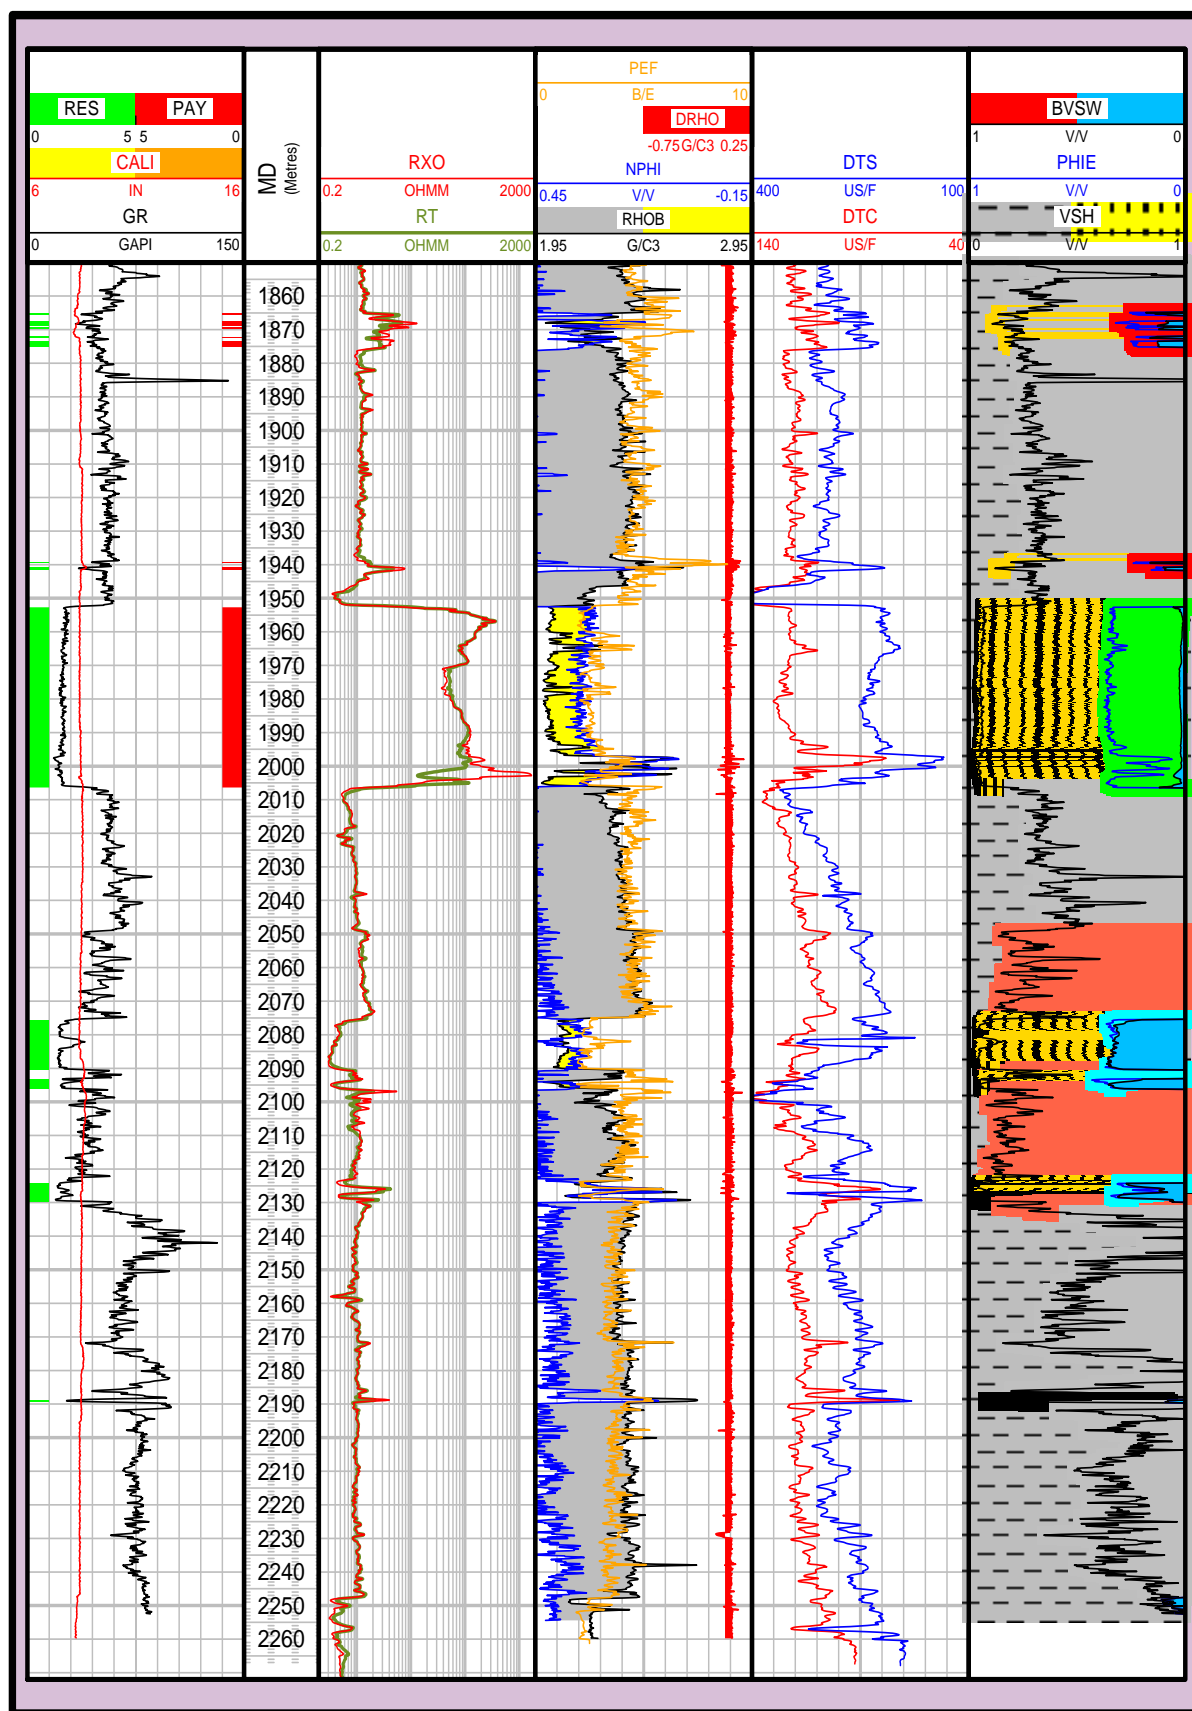 RES PAY
0 5 5 0
CALI
6 IN 16
GR
0 GAPI 150
MD
(Metres)
RXO
0.2 OHMM 2000
RT
0.2 OHMM 2000
PEF
0 B/E 10
DRHO
-0.75 G/C3 0.25
NPHI
0.45 V/V -0.15
RHOB
1.95 G/C3 2.95
DTS
400 US/F 100
DTC
140 US/F 40
BVSW
1 V/V 0
PHIE
1 V/V 0
VSH
0 V/V 1
1860
1870
1880
1890
1900
1910
1920
1930
1940
1950
1960
1970
1980
1990
2000
2010
2020
2030
2040
2050
2060
2070
2080
2090
2100
2110
2120
2130
2140
2150
2160
2170
2180
2190
2200
2210
2220
2230
2240
2250
2260